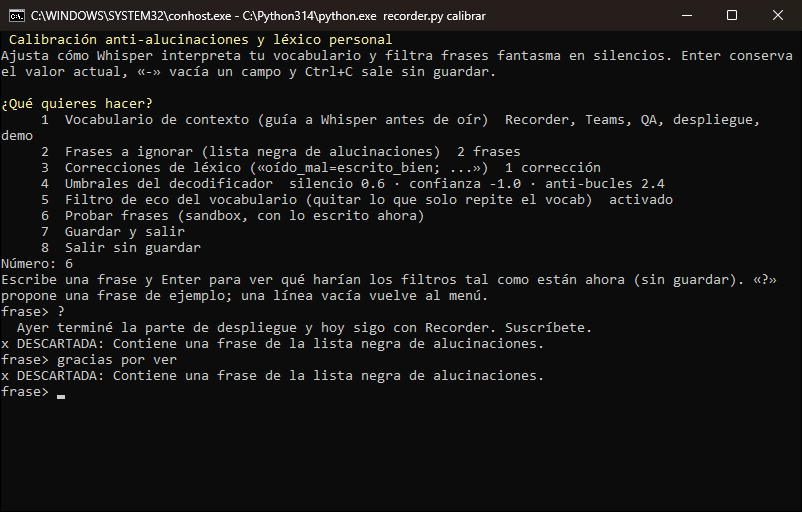 C:\WINDOWS\SYSTEM32\conhost.exe - C:\Python314\python.exe  recorder.py calibrar
Calibración anti-alucinaciones y léxico personal
Ajusta cómo Whisper interpreta tu vocabulario y filtra frases fantasma en silencios. Enter conserva
el valor actual, «-» vacía un campo y Ctrl+C sale sin guardar.
¿Qué quieres hacer?
1  Vocabulario de contexto (guía a Whisper antes de oír)  Recorder, Teams, QA, despliegue,
demo
2  Frases a ignorar (lista negra de alucinaciones)  2 frases
3  Correcciones de léxico («oído_mal=escrito_bien; ...»)  1 corrección
4  Umbrales del decodificador  silencio 0.6 · confianza -1.0 · anti-bucles 2.4
5  Filtro de eco del vocabulario (quitar lo que solo repite el vocab)  activado
6  Probar frases (sandbox, con lo escrito ahora)
7  Guardar y salir
8  Salir sin guardar
Número: 6
Escribe una frase y Enter para ver qué harían los filtros tal como están ahora (sin guardar). «?»
propone una frase de ejemplo; una línea vacía vuelve al menú.
frase> ?
Ayer terminé la parte de despliegue y hoy sigo con Recorder. Suscríbete.
x DESCARTADA: Contiene una frase de la lista negra de alucinaciones.
frase> gracias por ver
x DESCARTADA: Contiene una frase de la lista negra de alucinaciones.
frase>